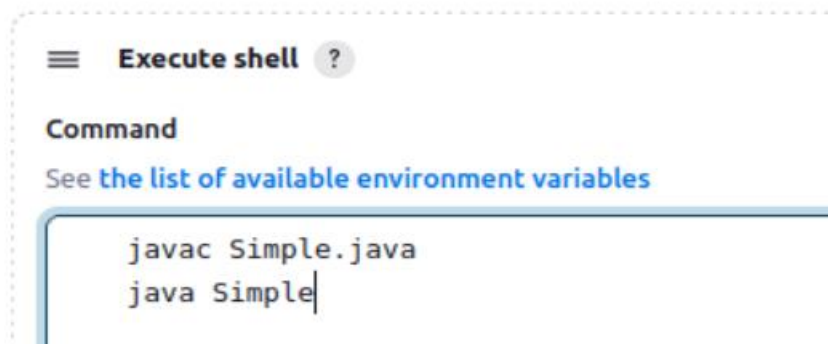 Execute shell ?
Command
See the list of available environment variables
javac Simple.java
java Simple